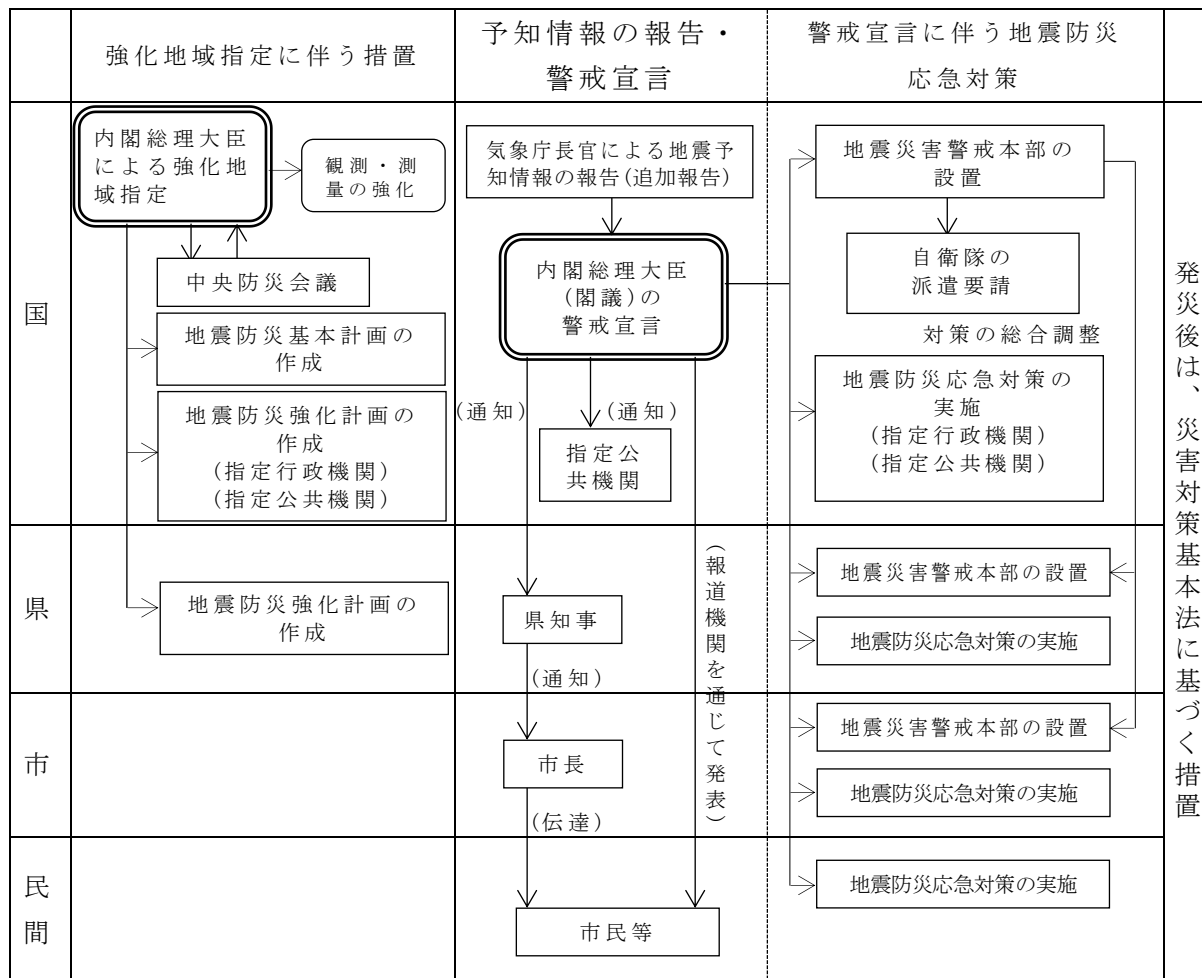 強化地域指定に伴う措置
予知情報の報告・
警戒宣言
警戒宣言に伴う地震防災
応急対策
国
内閣総理大臣
による強化地
域指定
観測・測
量の強化
中央防災会議
地震防災基本計画の
作成
地震防災強化計画の
作成
(指定行政機関)
(指定公共機関)
気象庁長官による地震予
知情報の報告(追加報告)
内閣総理大臣
(閣議)の
警戒宣言
(通知)
(通知)
指定公
共機関
地震災害警戒本部の
設置
自衛隊の
派遣要請
対策の総合調整
地震防災応急対策の
実施
(指定行政機関)
(指定公共機関)
県
地震防災強化計画の
作成
県知事
(通知)
(報道機関を通じて発表)
地震災害警戒本部の設置
地震防災応急対策の実施
市
市長
(伝達)
地震災害警戒本部の設置
地震防災応急対策の実施
民間
市民等
地震防災応急対策の実施
発災後は、災害対策基本法に基づく措置